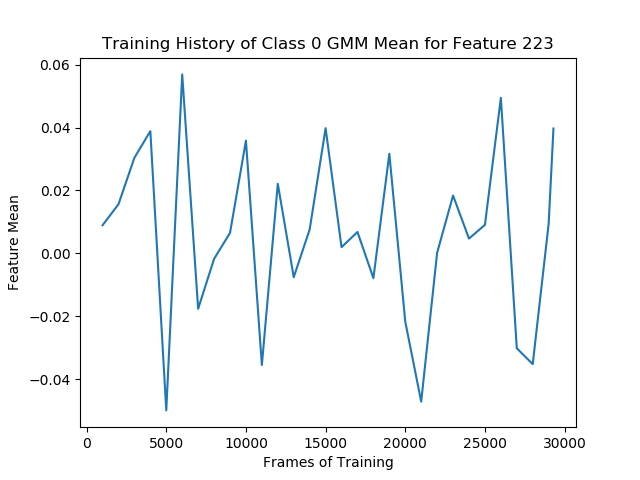 Training History of Class 0 GMM Mean for Feature 223
0.06
0.04
0.02
0.00
−0.02
−0.04
Feature Mean
0 5000 10000 15000 20000 25000 30000
Frames of Training